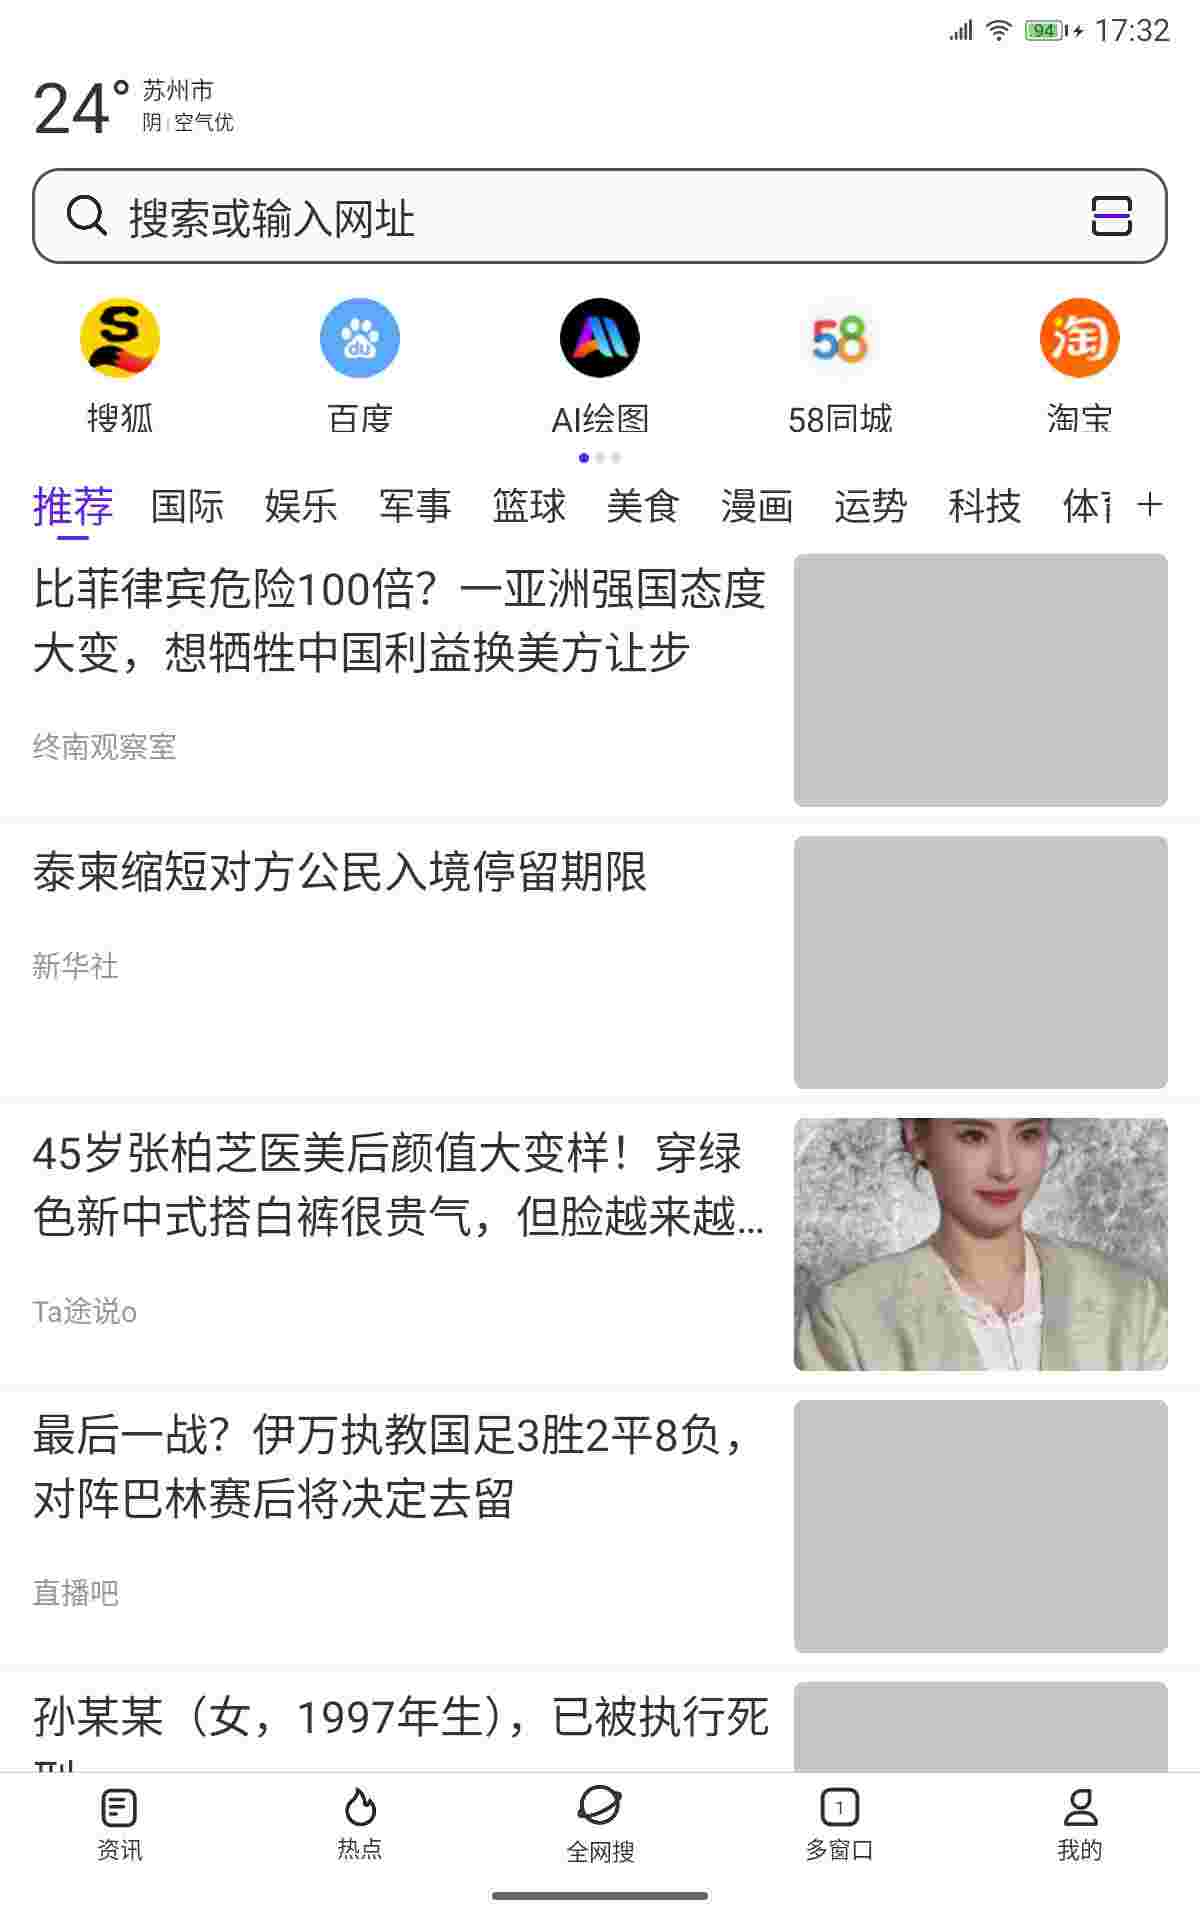 94 17:32
24° 苏州市
阴 空气优
搜索或输入网址
搜狐 百度 AI绘图 58同城 淘宝
推荐 国际 娱乐 军事 篮球 美食 漫画 运势 科技
比菲律宾危险100倍？一亚洲强国态度
大变，想牺牲中国利益换美方让步
终南观察室
泰柬缩短对方公民入境停留期限
新华社
45岁张柏芝医美后颜值大变样！穿绿
色新中式搭白裤很贵气，但脸越来越...
Ta途说o
最后一战？伊万执教国足3胜2平8负，
对阵巴林赛后将决定去留
直播吧
孙某某（女，1997年生），已被执行死
资讯 热点 全网搜 1 多窗口 我的